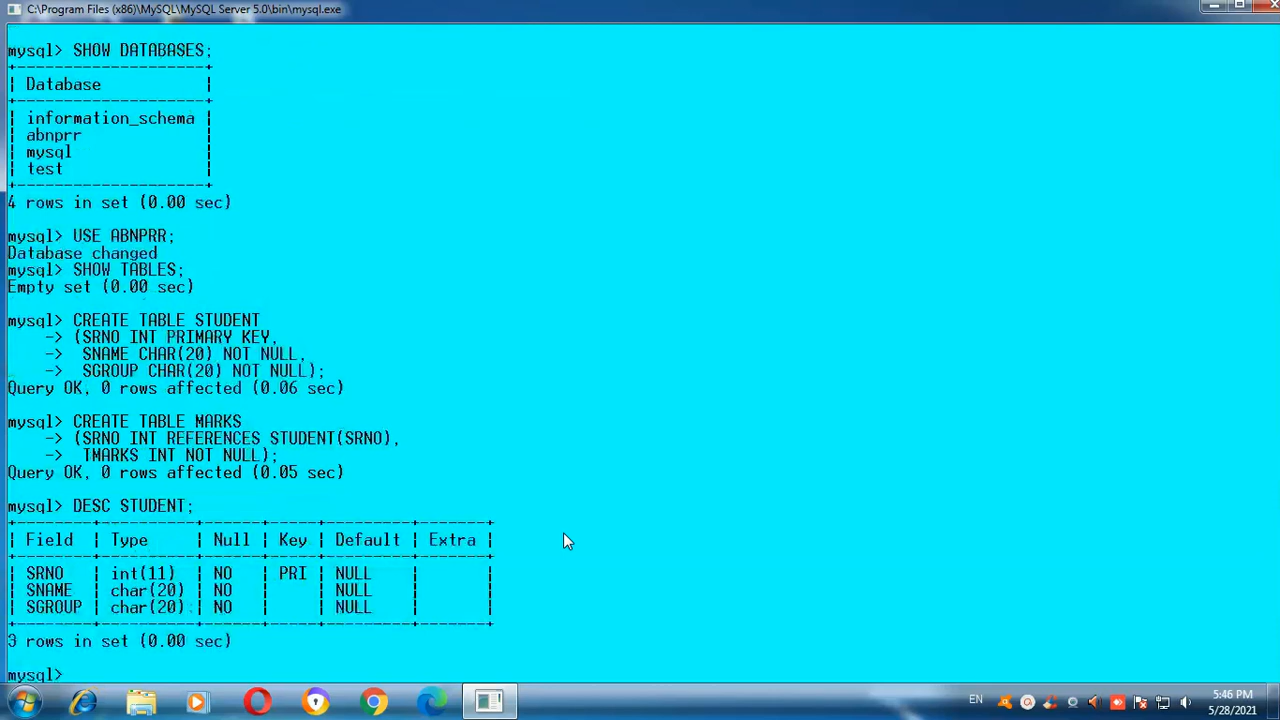 C:\Program Files (x86)\MySQL\MySQL Server 5.0\bin\mysql.exe
mysql> SHOW DATABASES;
+--------------------+
| Database           |
+--------------------+
| information_schema |
| abnprr             |
| mysql              |
| test               |
+--------------------+
4 rows in set (0.00 sec)
mysql> USE ABNPRR;
Database changed
mysql> SHOW TABLES;
Empty set (0.00 sec)
mysql> CREATE TABLE STUDENT
    -> (SRNO INT PRIMARY KEY,
    ->  SNAME CHAR(20) NOT NULL,
    ->  SGROUP CHAR(20) NOT NULL);
Query OK, 0 rows affected (0.06 sec)
mysql> CREATE TABLE MARKS
    -> (SRNO INT REFERENCES STUDENT(SRNO),
    ->  TMARKS INT NOT NULL);
Query OK, 0 rows affected (0.05 sec)
mysql> DESC STUDENT;
+--------+----------+------+-----+---------+-------+
| Field  | Type     | Null | Key | Default | Extra |
+--------+----------+------+-----+---------+-------+
| SRNO   | int(11)  | NO   | PRI | NULL    |       |
| SNAME  | char(20) | NO   |     | NULL    |       |
| SGROUP | char(20) | NO   |     | NULL    |       |
+--------+----------+------+-----+---------+-------+
3 rows in set (0.00 sec)
mysql>
EN
5:46 PM
5/28/2021